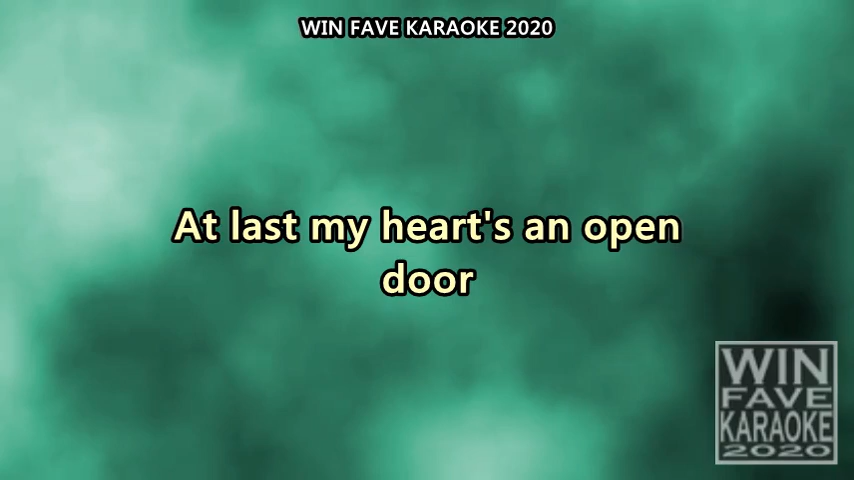 WIN FAVE KARAOKE 2020
At last my heart's an open
door
WIN
FAVE
KARAOKE
2020